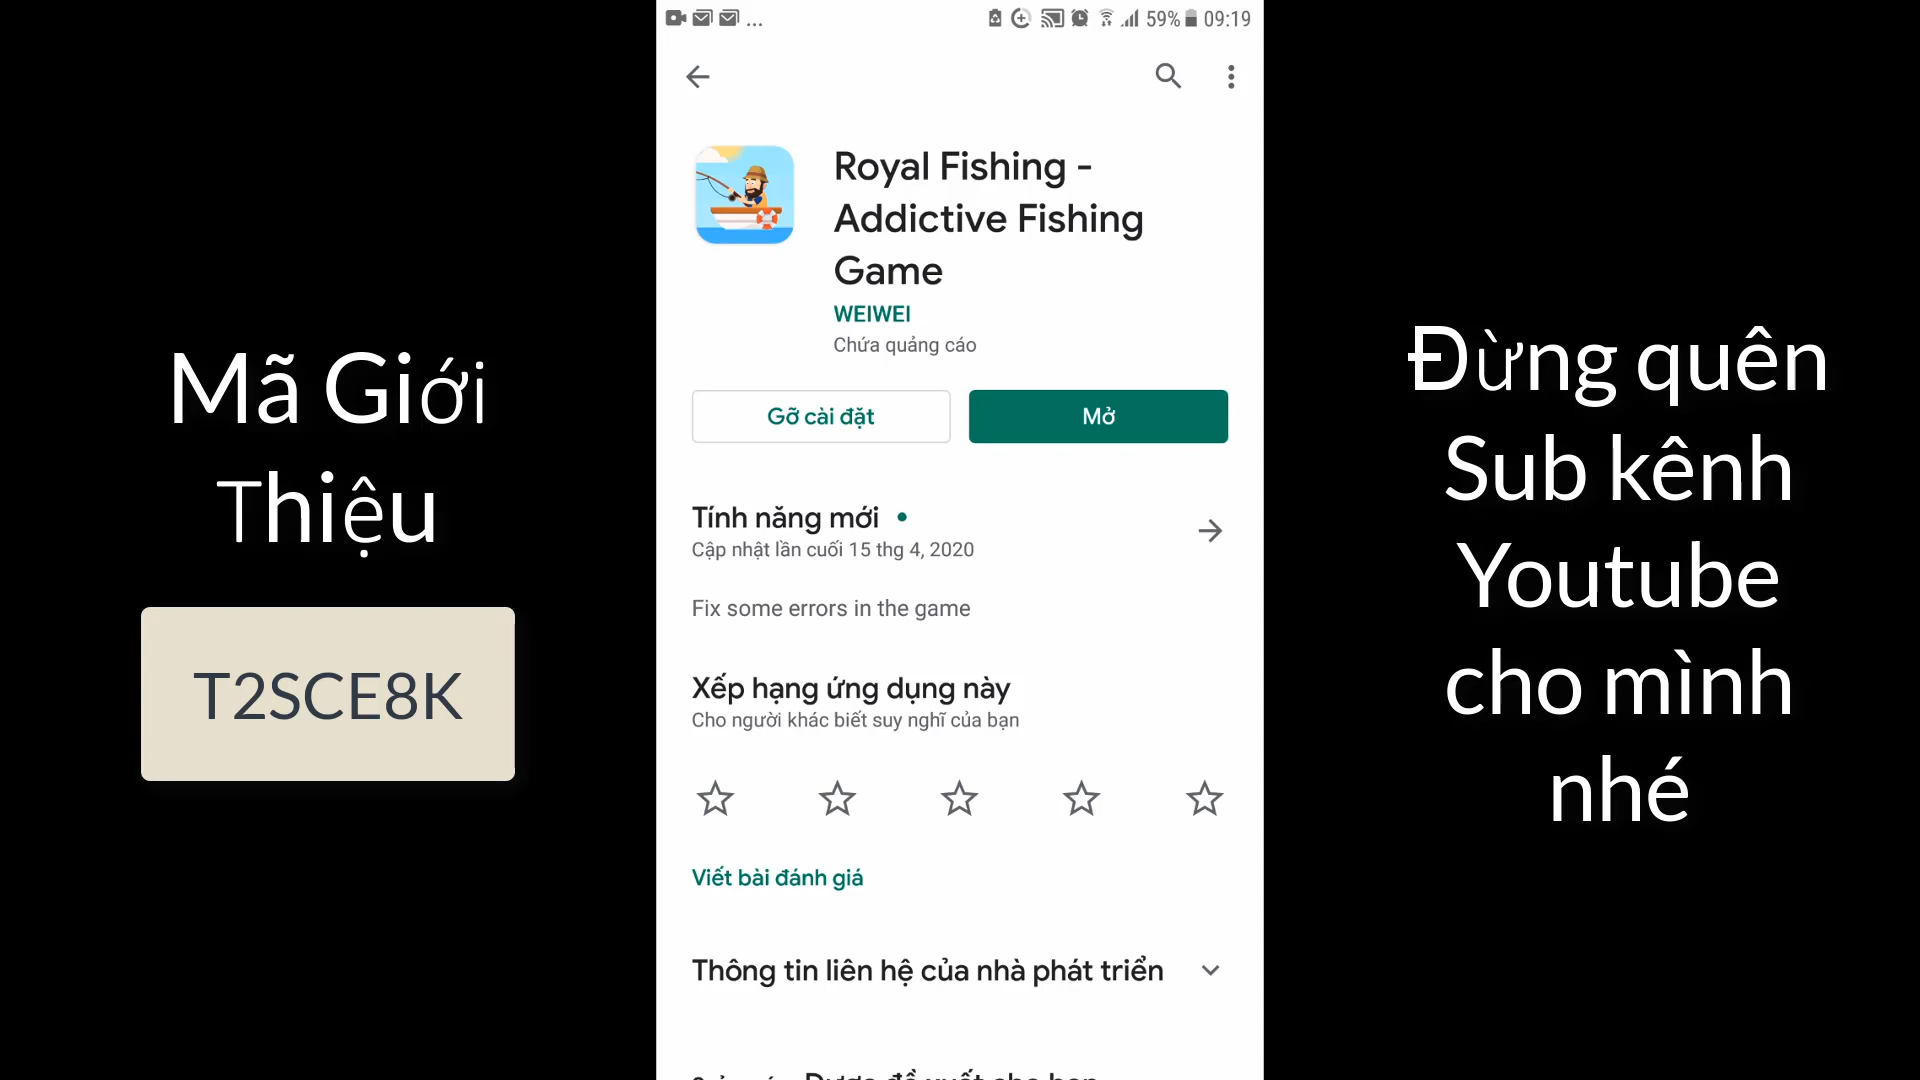 ... 59% 09:19
Royal Fishing -
Addictive Fishing
Game
WEIWEI
Chứa quảng cáo
Gỡ cài đặt
Mở
Tính năng mới •
Cập nhật lần cuối 15 thg 4, 2020
Fix some errors in the game
Xếp hạng ứng dụng này
Cho người khác biết suy nghĩ của bạn
Viết bài đánh giá
Thông tin liên hệ của nhà phát triển
Mã Giới
Thiệu
T2SCE8K
Đừng quên
Sub kênh
Youtube
cho mình
nhé